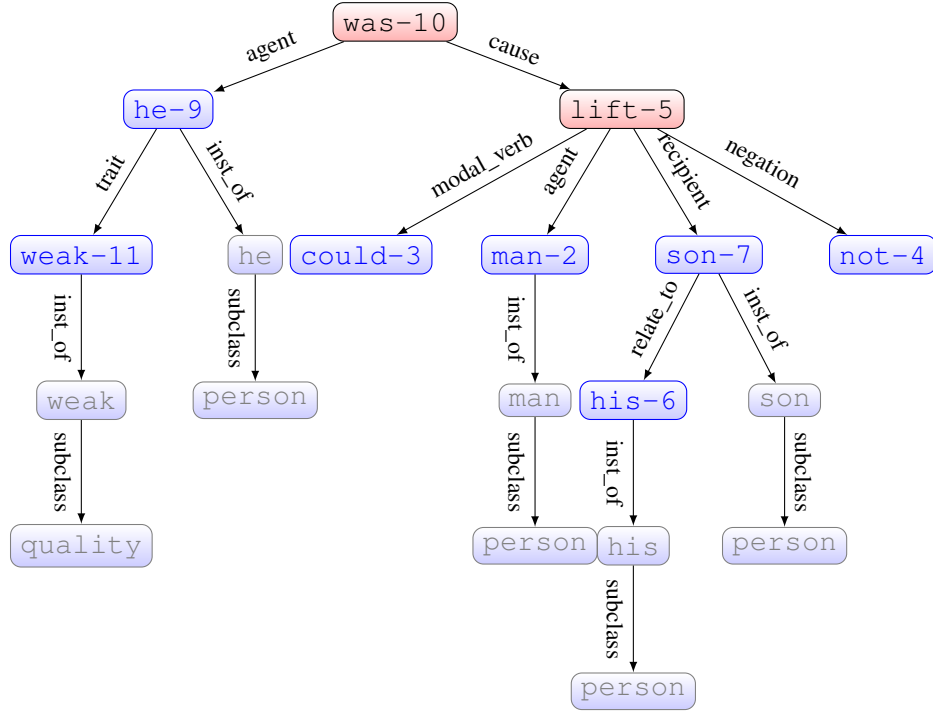 was-10
agent
cause
he-9
lift-5
trait
inst_of
modal_verb
agent
recipient
negation
weak-11
he
could-3
man-2
son-7
not-4
inst_of
subclass
inst_of
relate_to
inst_of
weak
person
man
his-6
son
subclass
subclass
inst_of
subclass
quality
person
his
person
subclass
person